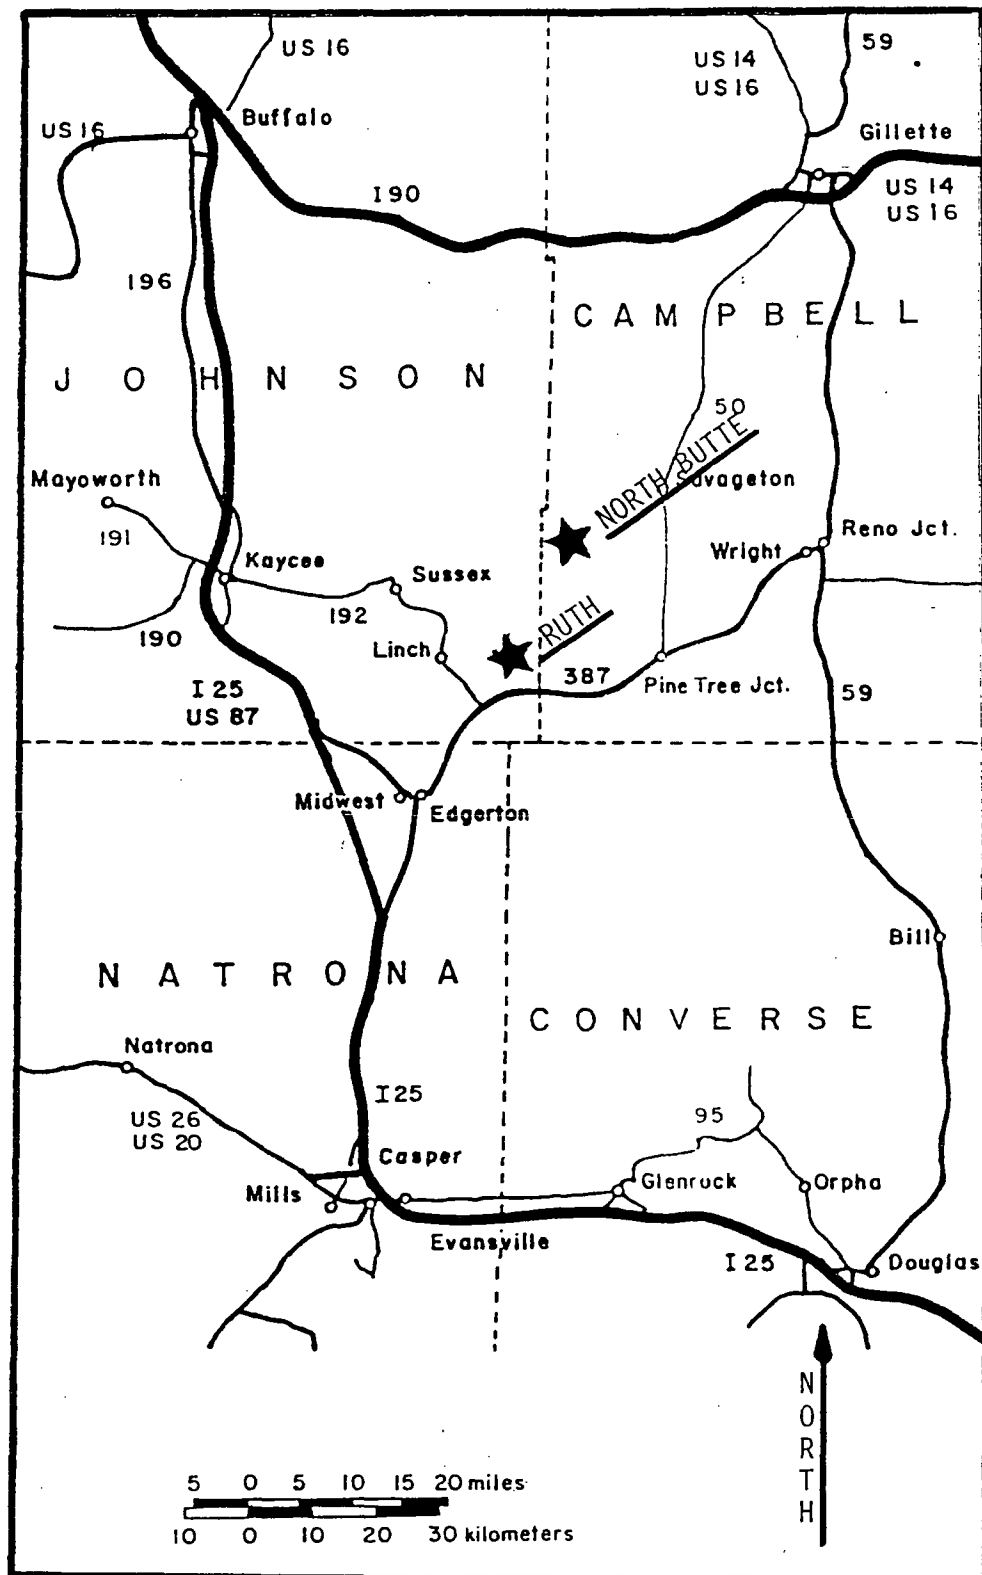 US 16
US 14
US 16
59
Buffalo
US 16
Gillette
I 90
US 14
US 16
196
CAMPBELL
JOHNSON
50
NORTH BUTTE
Savageton
Mayoworth
191
Reno Jct.
Wright
Kaycee
Sussex
192
RUTH
190
Linch
387
Pine Tree Jct.
I 25
US 87
59
Midwest
Edgerton
Bill
NATRONA
CONVERSE
Natrona
I 25
US 26
US 20
95
Casper
Mills
Glenrock
Orpha
Evansville
I 25
Douglas
NORTH
5 0 5 10 15 20 miles
10 0 10 20 30 kilometers